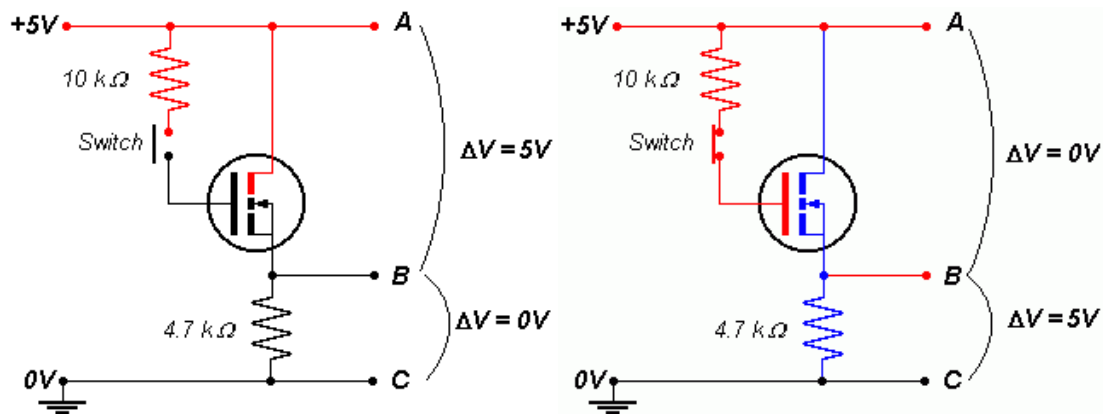 +5V
A
10 kΩ
Switch
ΔV = 5V
B
4.7 kΩ
ΔV = 0V
0V
C
+5V
A
10 kΩ
Switch
ΔV = 0V
B
4.7 kΩ
ΔV = 5V
0V
C